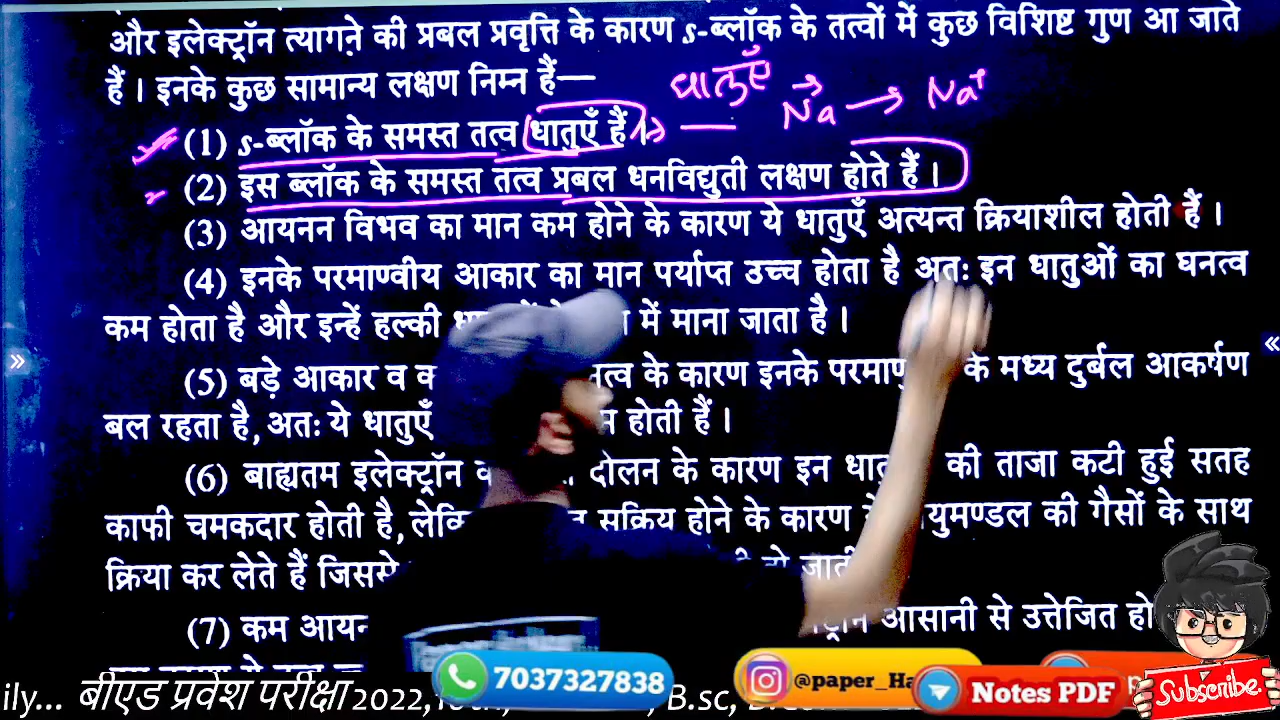 और इलेक्ट्रॉन त्यागने की प्रबल प्रवृत्ति के कारण s-ब्लॉक के तत्वों में कुछ विशिष्ट गुण आ जाते
हैं। इनके कुछ सामान्य लक्षण निम्न हैं—
धातुएँ
Na → Na⁺
(1) s-ब्लॉक के समस्त तत्व धातुएँ हैं।
(2) इस ब्लॉक के समस्त तत्व प्रबल धनविद्युती लक्षण होते हैं।
(3) आयनन विभव का मान कम होने के कारण ये धातुएँ अत्यन्त क्रियाशील होती हैं।
(4) इनके परमाण्वीय आकार का मान पर्याप्त उच्च होता है अतः इन धातुओं का घनत्व
कम होता है और इन्हें हल्की में माना जाता है।
(5) बड़े आकार व के कारण इनके के मध्य दुर्बल आकर्षण
बल रहता है, अतः ये धातुएँ होती हैं।
(6) बाह्यतम इलेक्ट्रॉन दोलन के कारण इन की ताजा कटी हुई सतह
काफी चमकदार होती है, सक्रिय होने के कारण की गैसों के साथ
क्रिया कर लेते हैं जिससे
(7) कम आसानी से उत्तेजित
ily... बीएड प्रवेश परीक्षा 2022, B.sc,
7037327838
@paper_Ha
Notes PDF
Subscribe.